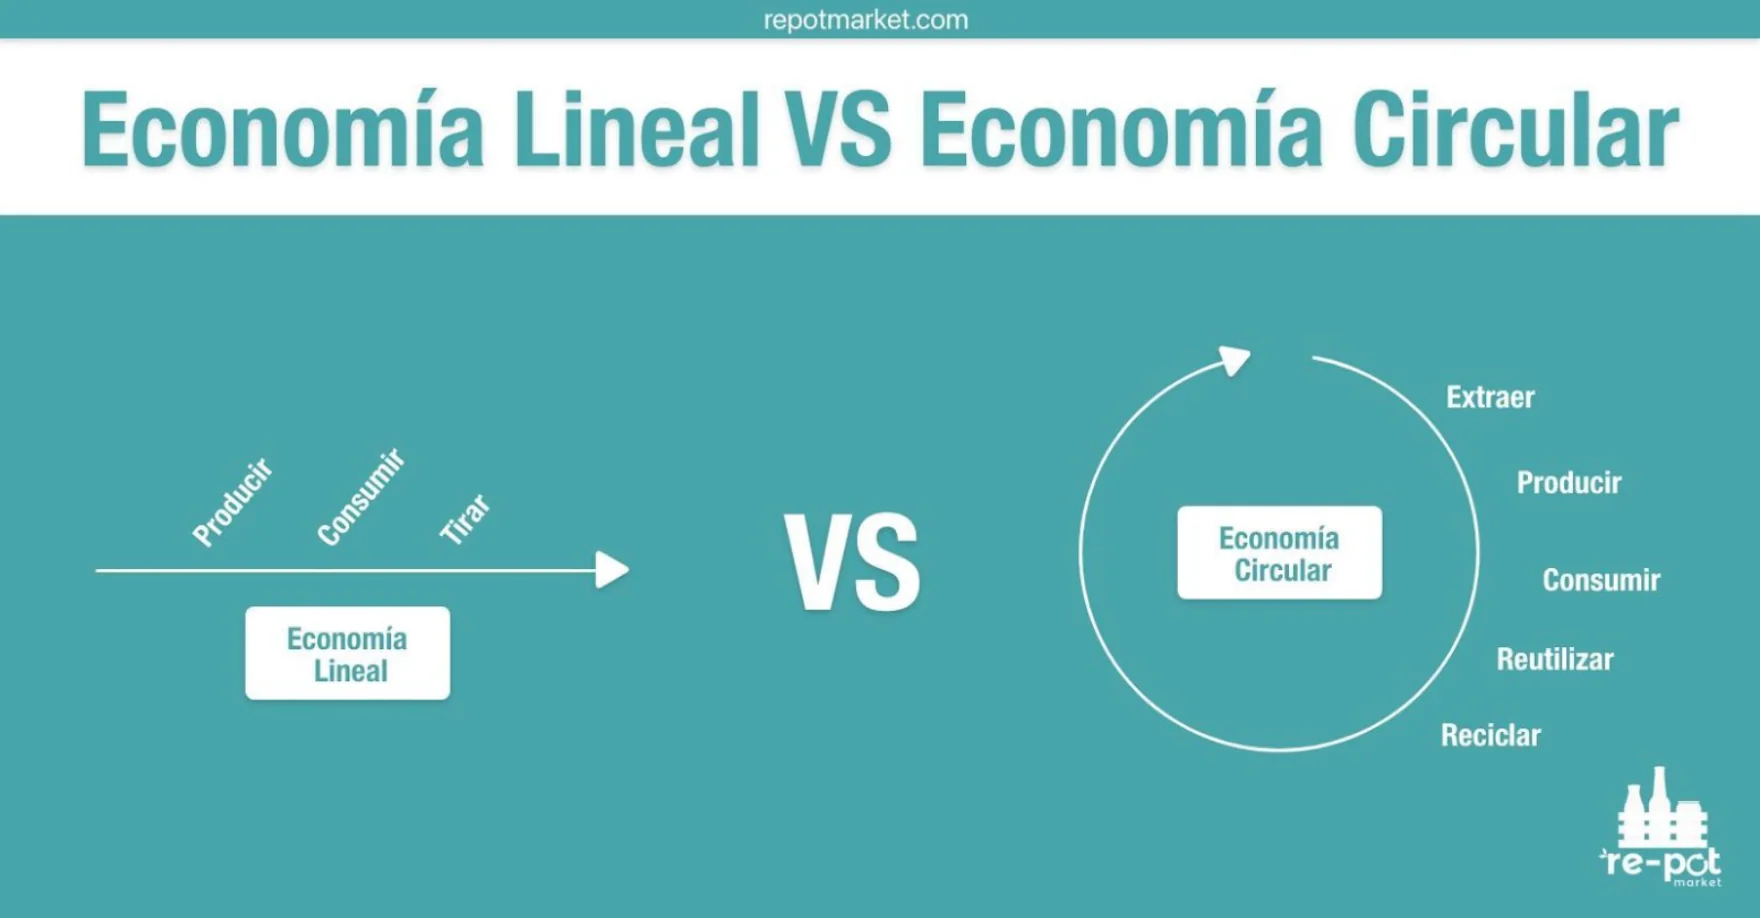 repotmarket.com
Economía Lineal VS Economía Circular
Producir
Consumir
Tirar
Economía
Lineal
VS
Economía
Circular
Extraer
Producir
Consumir
Reutilizar
Reciclar
re-pot
market